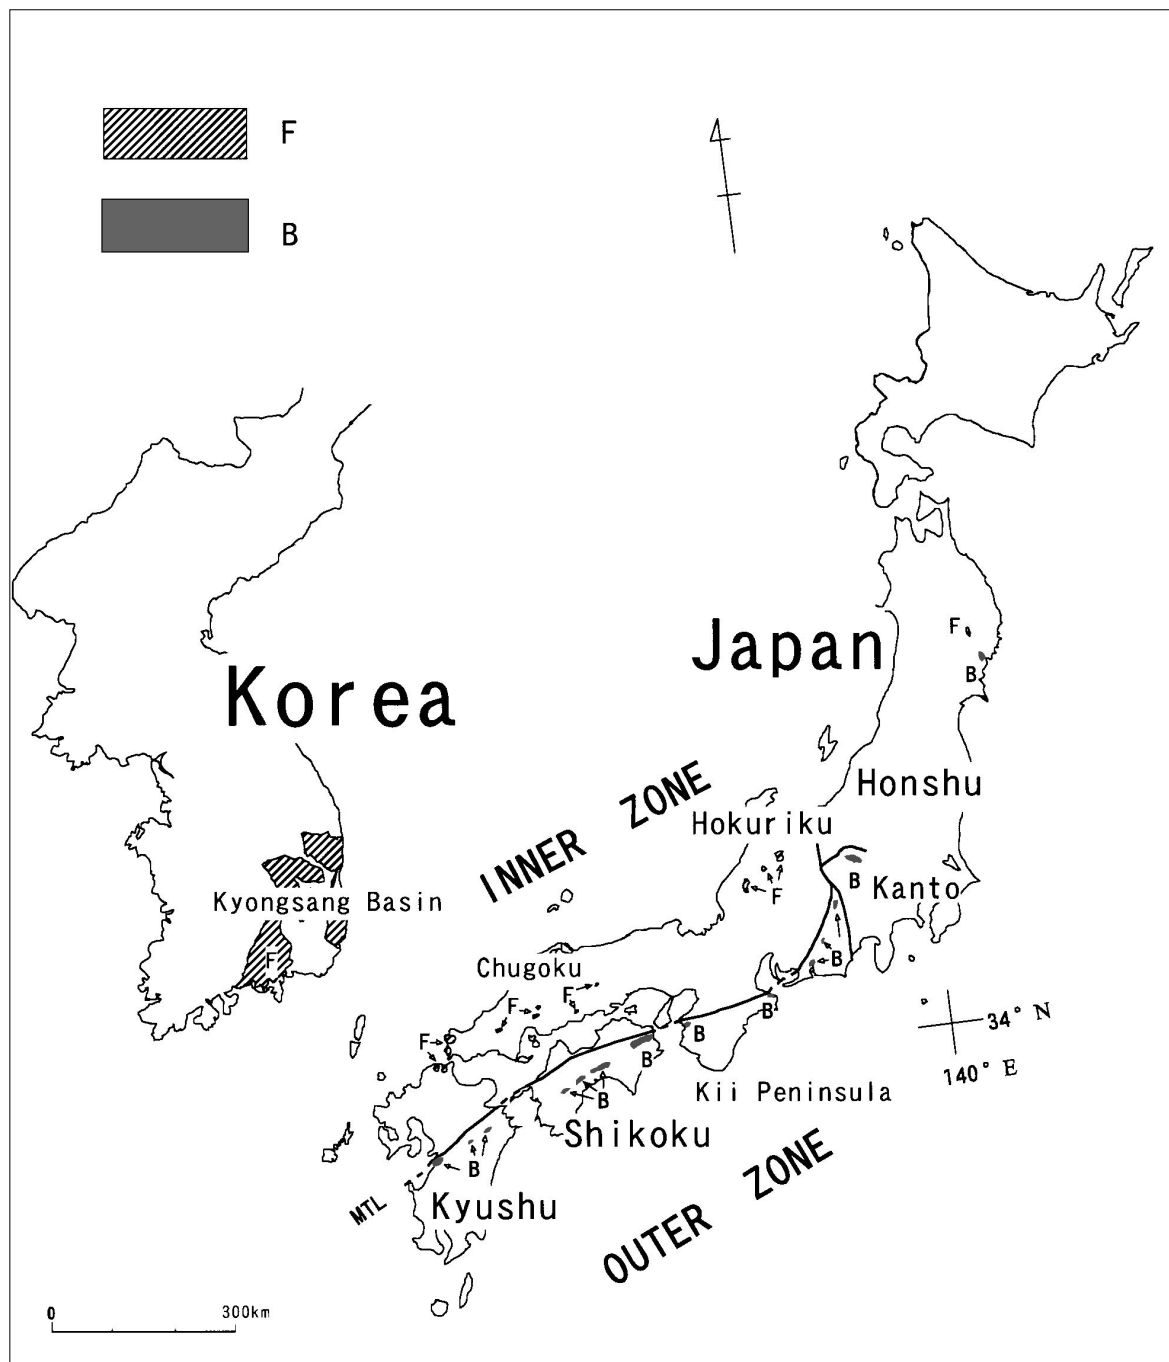 F
B
Japan
Korea
F
B
INNER ZONE
Honshu
Hokuriku
B
F
B
Kanto
Kyongsang Basin
F
B
Chugoku
F
F
F
B
B
B
B
34° N
140° E
Kii Peninsula
Shikoku
B
MTL
Kyushu
OUTER ZONE
0 300km